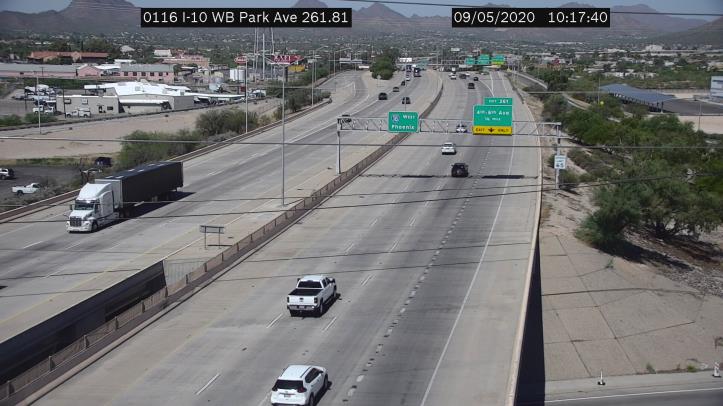 0116 I-10 WB Park Ave 261.81
09/05/2020 10:17:40
EXIT 261
4th-6th Ave
West
Phoenix
EXIT ONLY
65